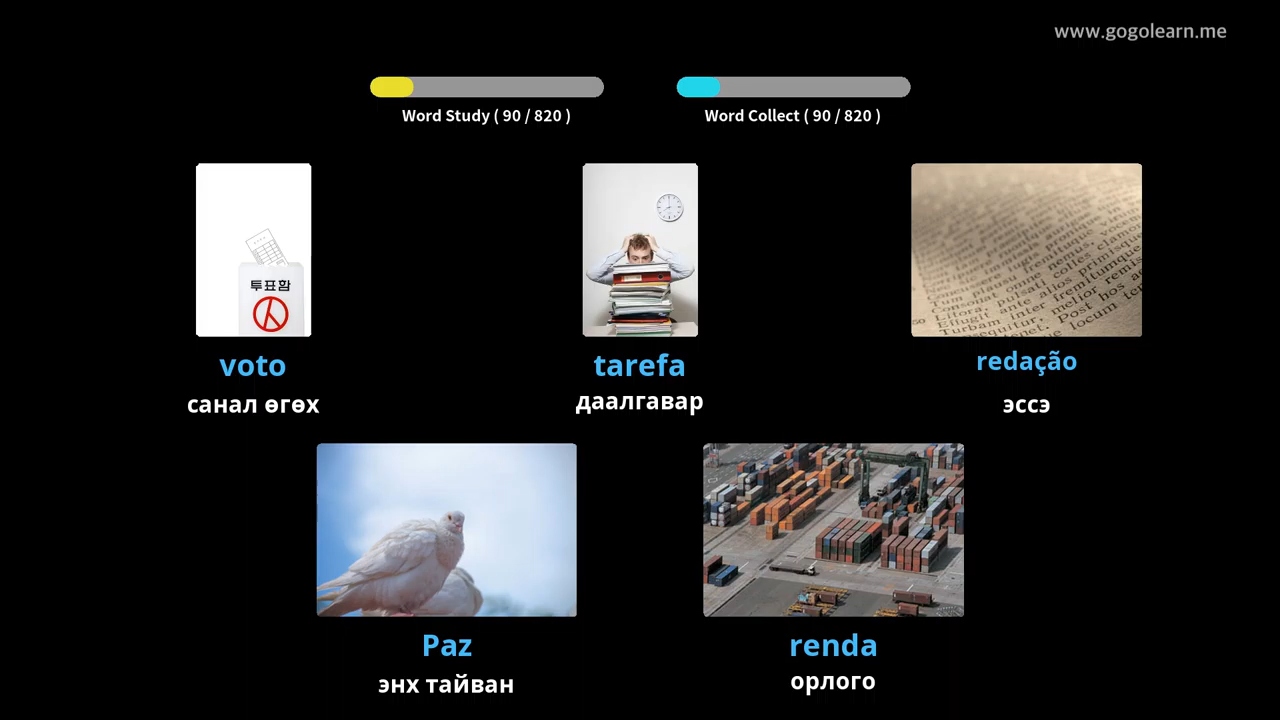 www.gogolearn.me
Word Study ( 90 / 820 )
Word Collect ( 90 / 820 )
투표함
voto
санал өгөх
tarefa
даалгавар
redação
эссэ
Paz
энх тайван
renda
орлого